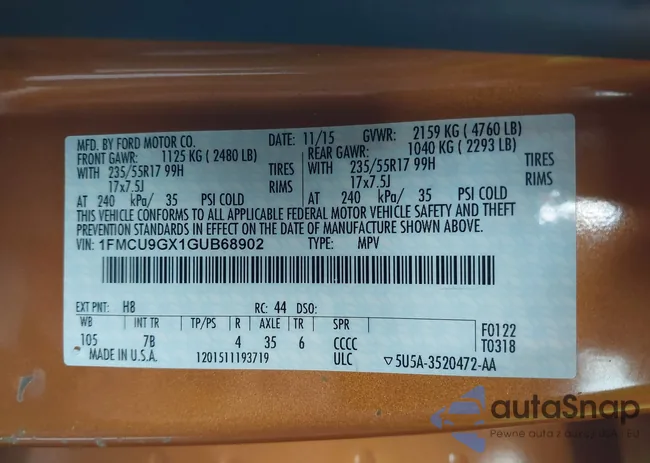 MFD. BY FORD MOTOR CO. DATE: 11/15 GVWR: 2159 KG ( 4760 LB)
FRONT GAWR: 1125 KG ( 2480 LB) REAR GAWR: 1040 KG ( 2293 LB)
WITH 235/55R17 99H TIRES WITH 235/55R17 99H TIRES
17x7.5J RIMS 17x7.5J RIMS
AT 240 kPa/ 35 PSI COLD AT 240 kPa/ 35 PSI COLD
THIS VEHICLE CONFORMS TO ALL APPLICABLE FEDERAL MOTOR VEHICLE SAFETY AND THEFT
PREVENTION STANDARDS IN EFFECT ON THE DATE OF MANUFACTURE SHOWN ABOVE.
VIN: 1FMCU9GX1GUB68902 TYPE: MPV
EXT PNT: H8 RC: 44 DSO:
WB INT TR TP/PS R AXLE TR SPR F0122
105 7B 4 35 6 CCCC T0318
MADE IN U.S.A. 1201511193719 ULC ▽5U5A-3520472-AA
autaSnap